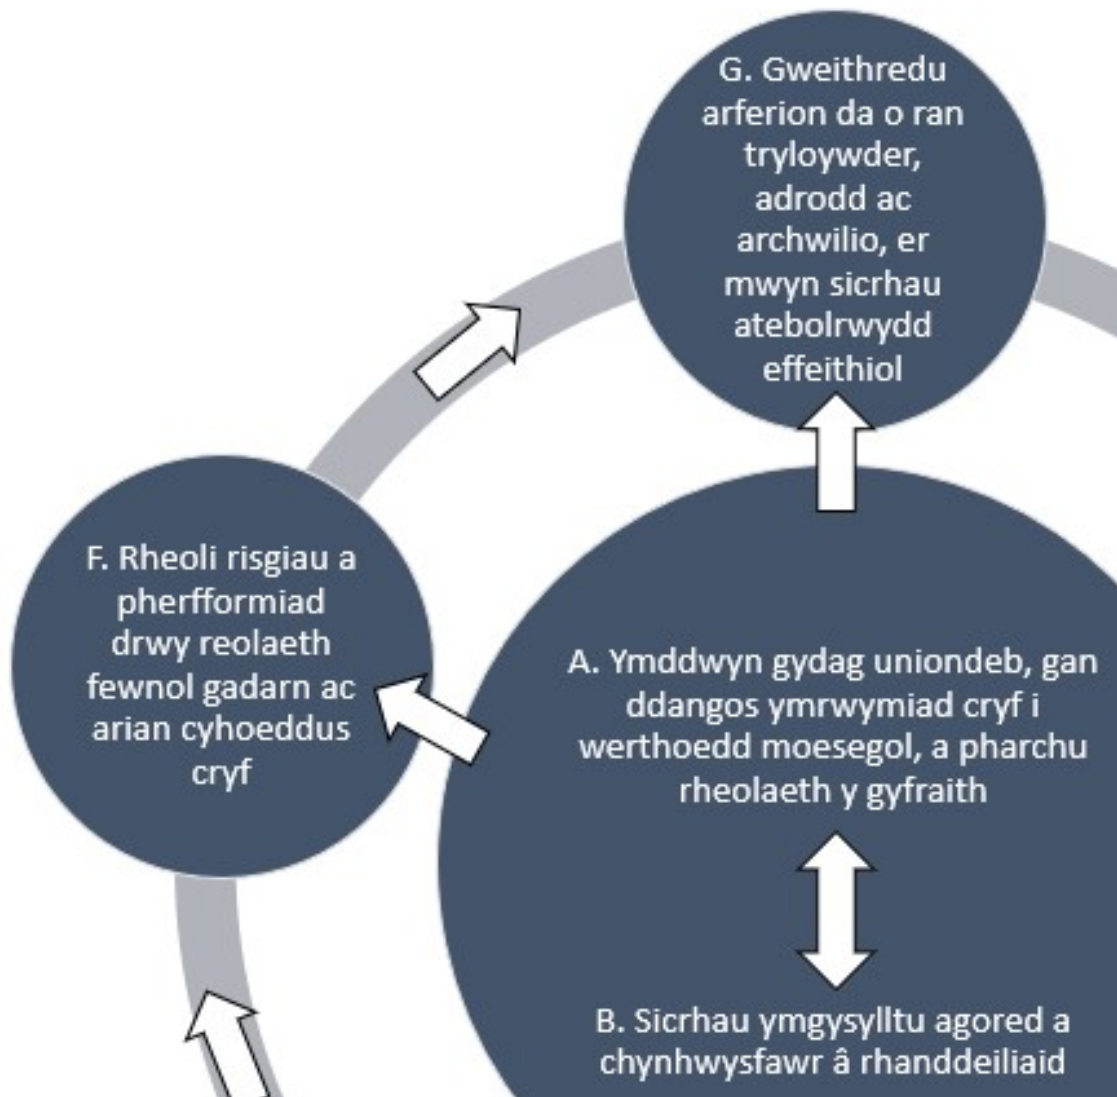 G. Gweithredu
arferion da o ran
tryloywder,
adrodd ac
archwilio, er
mwyn sicrhau
atebolrwydd
effeithiol
F. Rheoli risgiau a
pherfformiad
drwy reolaeth
fewnol gadarn ac
arian cyhoeddus
cryf
A. Ymddwyn gydag uniondeb, gan
ddangos ymrwymiad cryf i
werthoedd moesegol, a pharchu
rheolaeth y gyfraith
B. Sicrhau ymgysylltu agored a
chynhwysfawr â rhanddeiliaid